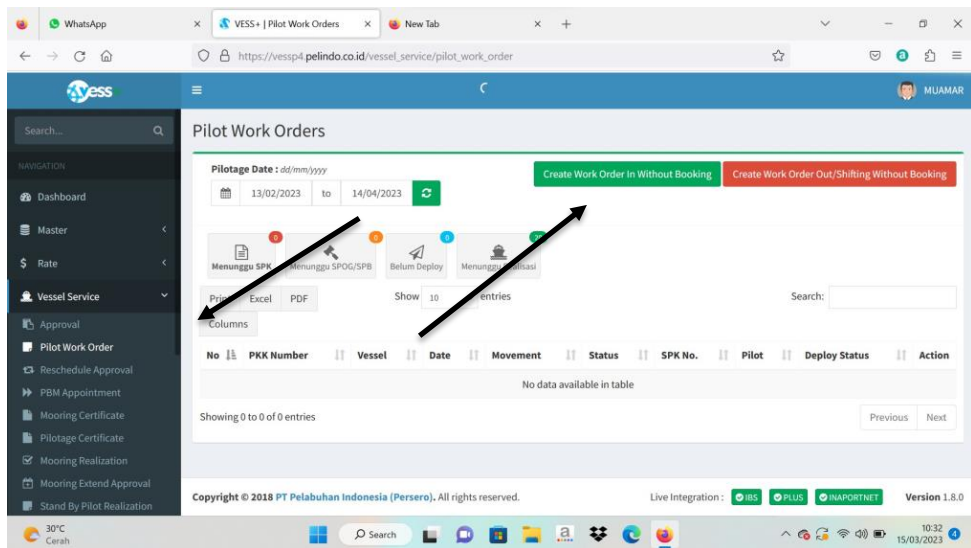 WhatsApp
VESS+ | Pilot Work Orders
New Tab
https://vessp4.pelindo.co.id/vessel_service/pilot_work_order
Vess
MUAMAR
Search...
Pilot Work Orders
NAVIGATION
Pilotage Date : dd/mm/yyyy
Create Work Order In Without Booking
Create Work Order Out/Shifting Without Booking
13/02/2023 to 14/04/2023
Dashboard
Master
Rate
0 0 0
Menunggu SPK
Menunggu SPOG/SPB
Belum Deploy
Menunggu Realisasi
Vessel Service
Print Excel PDF
Show 10 entries
Search:
Columns
Approval
Pilot Work Order
Reschedule Approval
PBM Appointment
Mooring Certificate
Pilotage Certificate
Mooring Realization
Mooring Extend Approval
Stand By Pilot Realization
No PKK Number Vessel Date Movement Status SPK No. Pilot Deploy Status Action
No data available in table
Showing 0 to 0 of 0 entries
Previous Next
Copyright © 2018 PT Pelabuhan Indonesia (Persero). All rights reserved.
Live Integration : IBS PLUS INAPORTNET
Version 1.8.0
30°C
Cerah
Search
10:32
15/03/2023
4